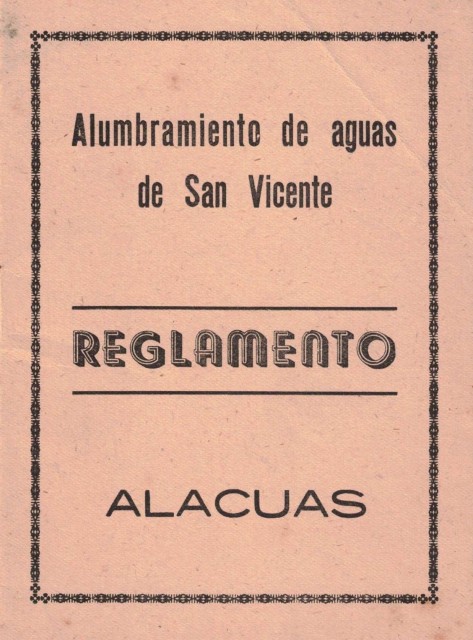 Alumbramiento de aguas
de San Vicente
REGLAMENTO
ALACUAS